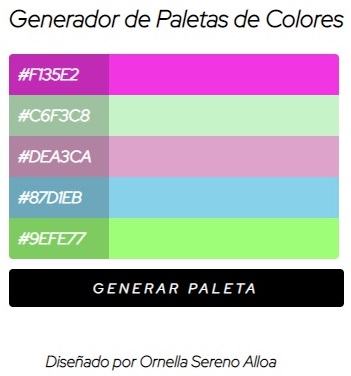 Generador de Paletas de Colores
#F135E2
#C6F3C8
#DEA3CA
#87D1EB
#9EFE77
GENERAR PALETA
Diseñado por Ornella Sereno Alloa